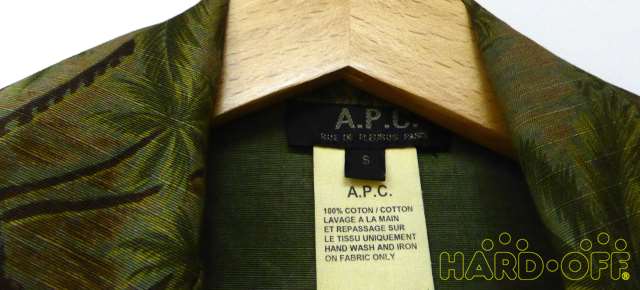 A.P.C.
RUE DE FLEURUS PARIS
S
A.P.C.
100% COTON / COTTON
LAVAGE A LA MAIN
ET REPASSAGE SUR
LE TISSU UNIQUEMENT
HAND WASH AND IRON
ON FABRIC ONLY
HARD・OFF